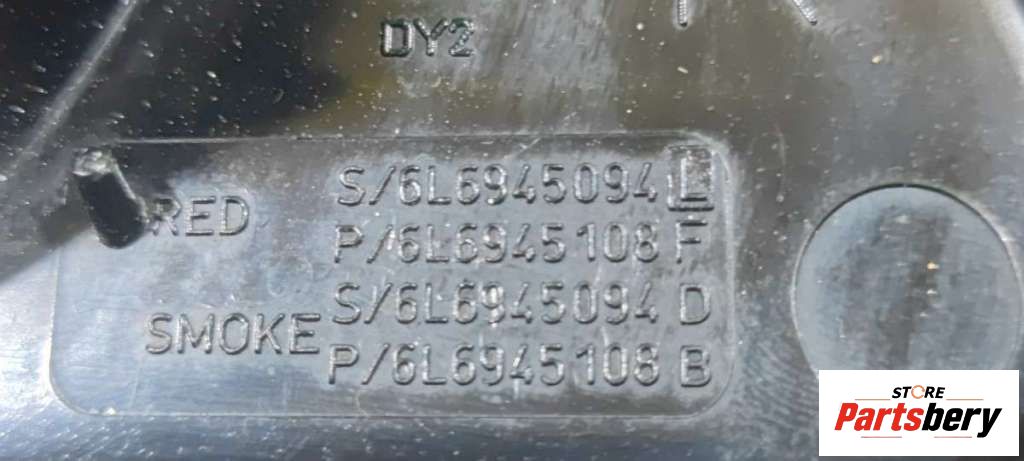 DY2
RED
S/6L6945094 L
P/6L6945108 F
SMOKE
S/6L6945094 D
P/6L6945108 B
STORE
Partsbery